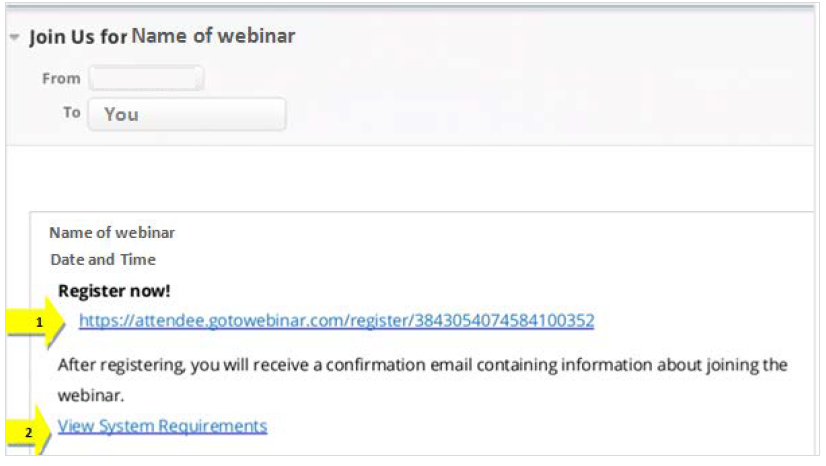 Join Us for Name of webinar
From
To You
Name of webinar
Date and Time
Register now!
1 https://attendee.gotowebinar.com/register/3843054074584100352
After registering, you will receive a confirmation email containing information about joining the
webinar.
2 View System Requirements